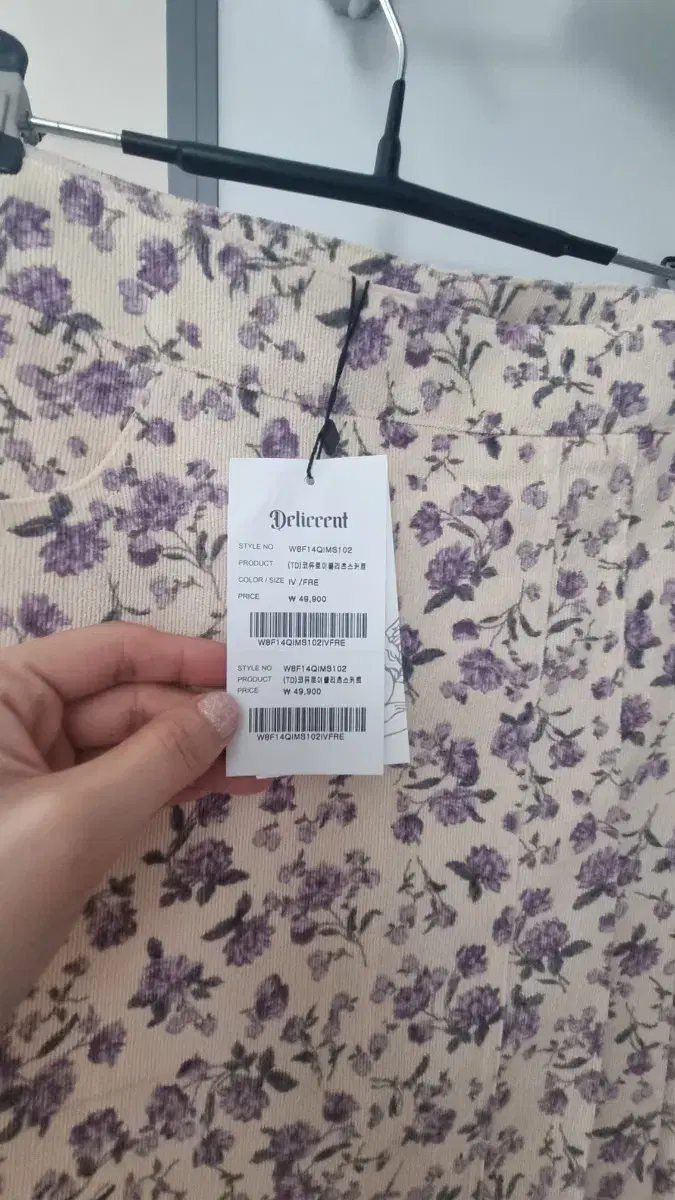 Deliccent
STYLE NO W8F14QIMS102
PRODUCT (TD)코듀로이플리츠스커트
COLOR / SIZE IV /FRE
PRICE ₩ 49,900
W8F14QIMS102IVFRE
STYLE NO W8F14QIMS102
PRODUCT (TD)코듀로이플리츠스커트
PRICE ₩ 49,900
W8F14QIMS102IVFRE